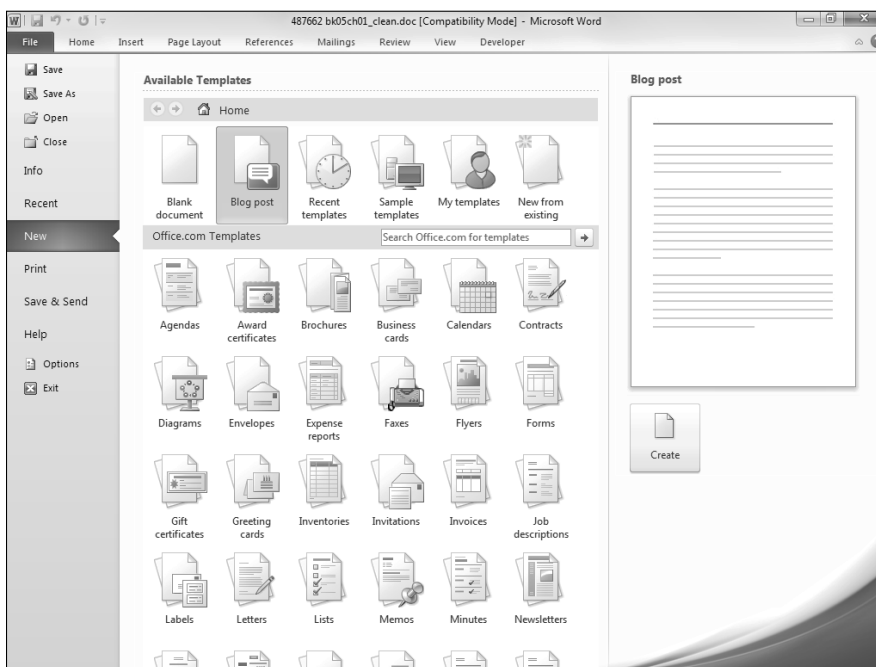 487662 bk05ch01_clean.doc [Compatibility Mode] - Microsoft Word
File Home Insert Page Layout References Mailings Review View Developer
Save
Save As
Open
Close
Info
Recent
New
Print
Save & Send
Help
Options
Exit
Available Templates
Home
Blank document
Blog post
Recent templates
Sample templates
My templates
New from existing
Office.com Templates
Search Office.com for templates
Agendas
Award certificates
Brochures
Business cards
Calendars
Contracts
Diagrams
Envelopes
Expense reports
Faxes
Flyers
Forms
Gift certificates
Greeting cards
Inventories
Invitations
Invoices
Job descriptions
Labels
Letters
Lists
Memos
Minutes
Newsletters
Blog post
Create